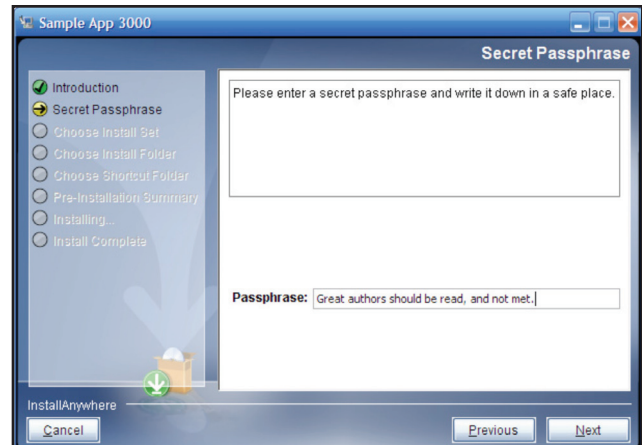 Sample App 3000
Secret Passphrase
Introduction
Secret Passphrase
Choose Install Set
Choose Install Folder
Choose Shortcut Folder
Pre-Installation Summary
Installing...
Install Complete
Please enter a secret passphrase and write it down in a safe place.
Passphrase: Great authors should be read, and not met.
InstallAnywhere
Cancel Previous Next